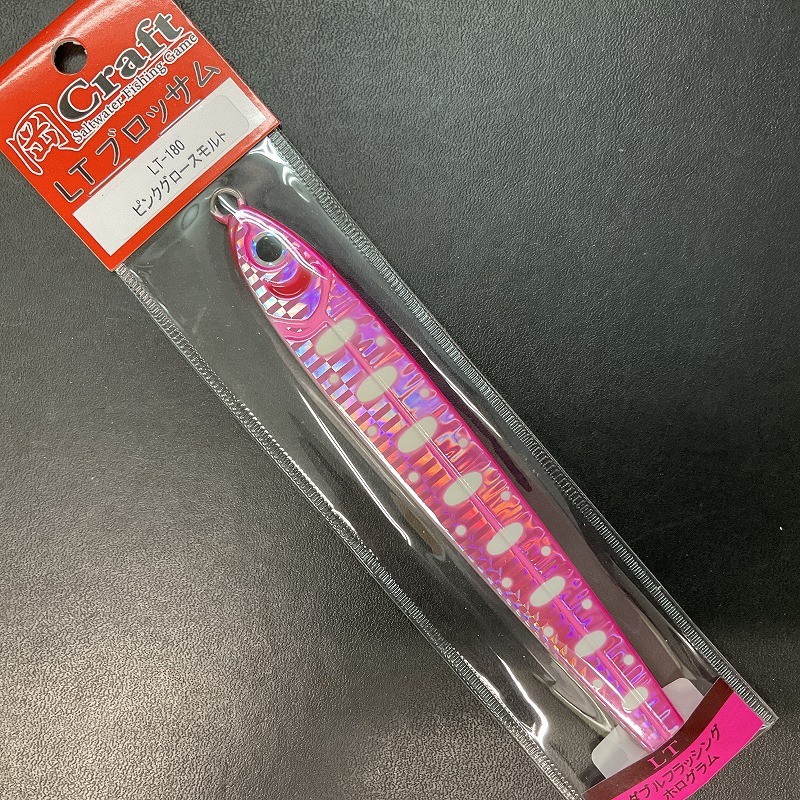 岡 Craft
Saltwater Fishing Game
LTブロッサム
LT-180
ピンクグロースモルト
LT
ダブルフラッシング
ホログラム